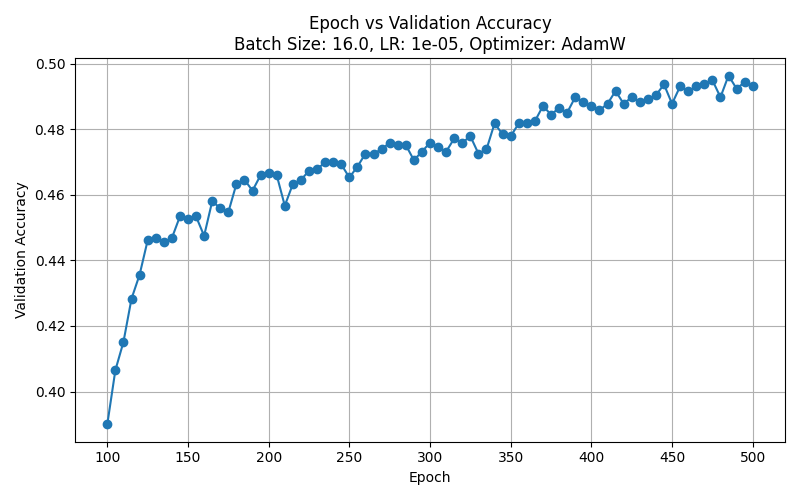 Epoch vs Validation Accuracy
Batch Size: 16.0, LR: 1e-05, Optimizer: AdamW
0.50
0.48
0.46
0.44
0.42
0.40
Validation Accuracy
100 150 200 250 300 350 400 450 500
Epoch